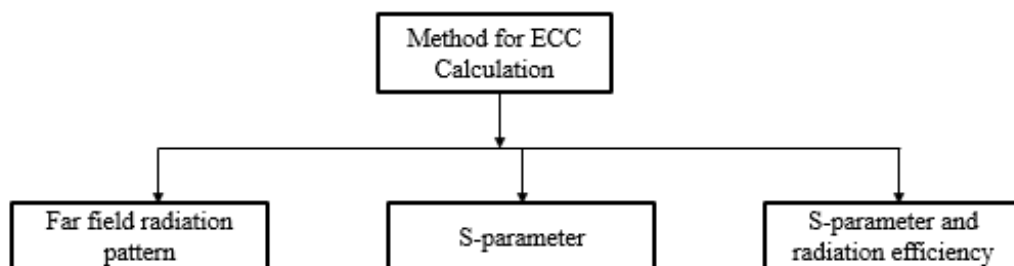 Method for ECC
Calculation
Far field radiation
pattern
S-parameter
S-parameter and
radiation efficiency